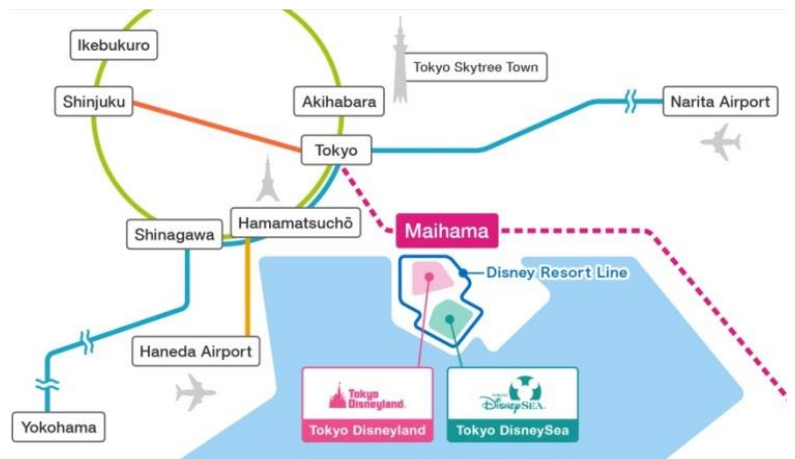 Ikebukuro
Tokyo Skytree Town
Shinjuku
Akihabara
Narita Airport
Tokyo
Hamamatsuchō
Shinagawa
Maihama
Disney Resort Line
Haneda Airport
Yokohama
Tokyo
Disneyland
Tokyo Disneyland
TOKYO
DisneySEA
Tokyo DisneySea